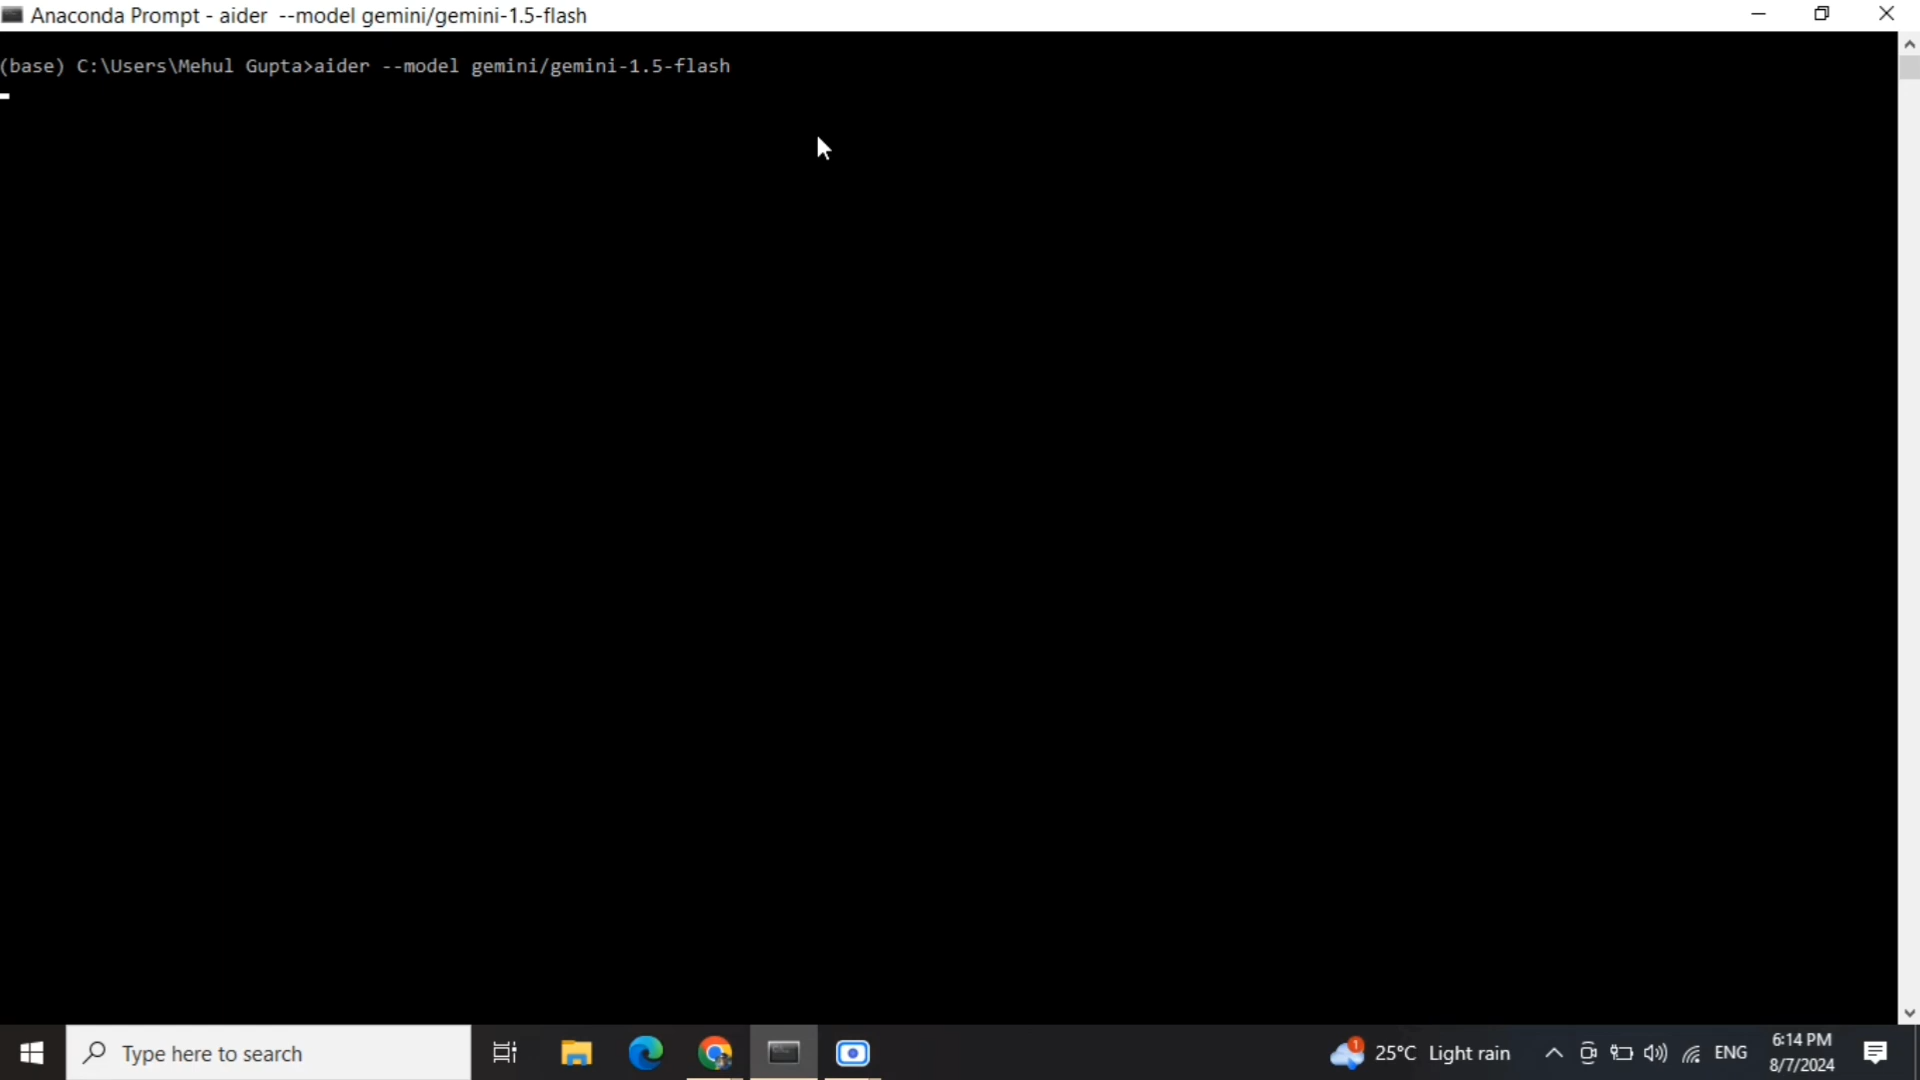 Anaconda Prompt - aider  --model gemini/gemini-1.5-flash
(base) C:\Users\Mehul Gupta>aider --model gemini/gemini-1.5-flash
Type here to search
1
25°C Light rain
ENG
6:14 PM
8/7/2024